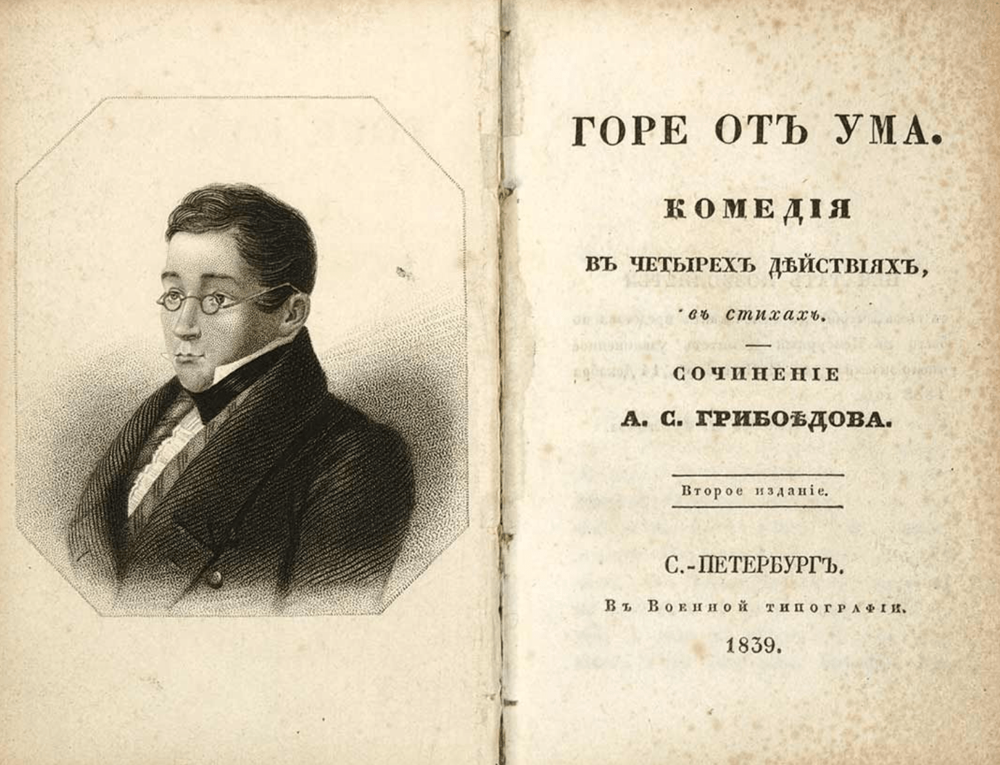 ГОРЕ ОТЪ УМА.
КОМЕДІЯ
ВЪ ЧЕТЫРЕХЪ ДѢЙСТВІЯХЪ,
въ стихахъ.
СОЧИНЕНІЕ
А. С. ГРИБОѢДОВА.
Второе изданіе.
С.-ПЕТЕРБУРГЪ.
Въ Военной типографіи.
1839.